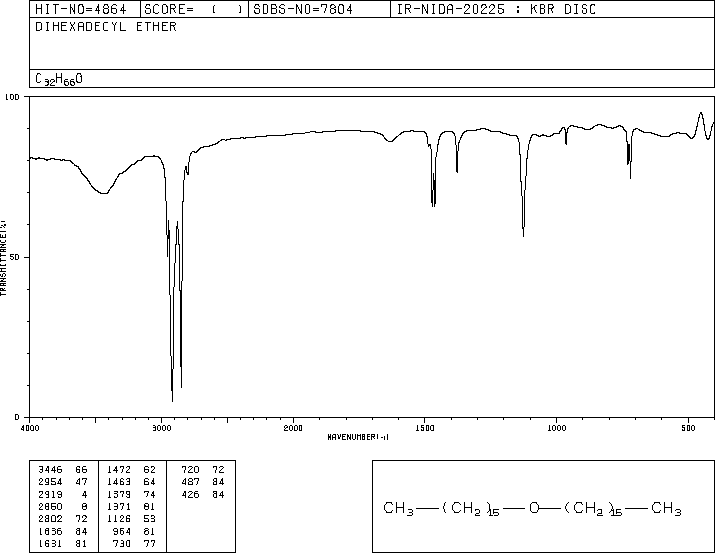 HIT-NO=4864 SCORE= ( ) SDBS-NO=7804 IR-NIDA-20225 : KBR DISC
DIHEXADECYL ETHER
C32H66O
100
TRANSMITTANCE(%)
50
0
4000 3000 2000 1500 1000 500
WAVENUMBER(-1)
3446 66 1472 62 720 72
2954 47 1463 64 487 84
2919 4 1379 74 426 84
2850 8 1371 81
2802 72 1126 53
1636 84 964 81
1631 81 730 77
CH3—(CH2)15—O—(CH2)15—CH3